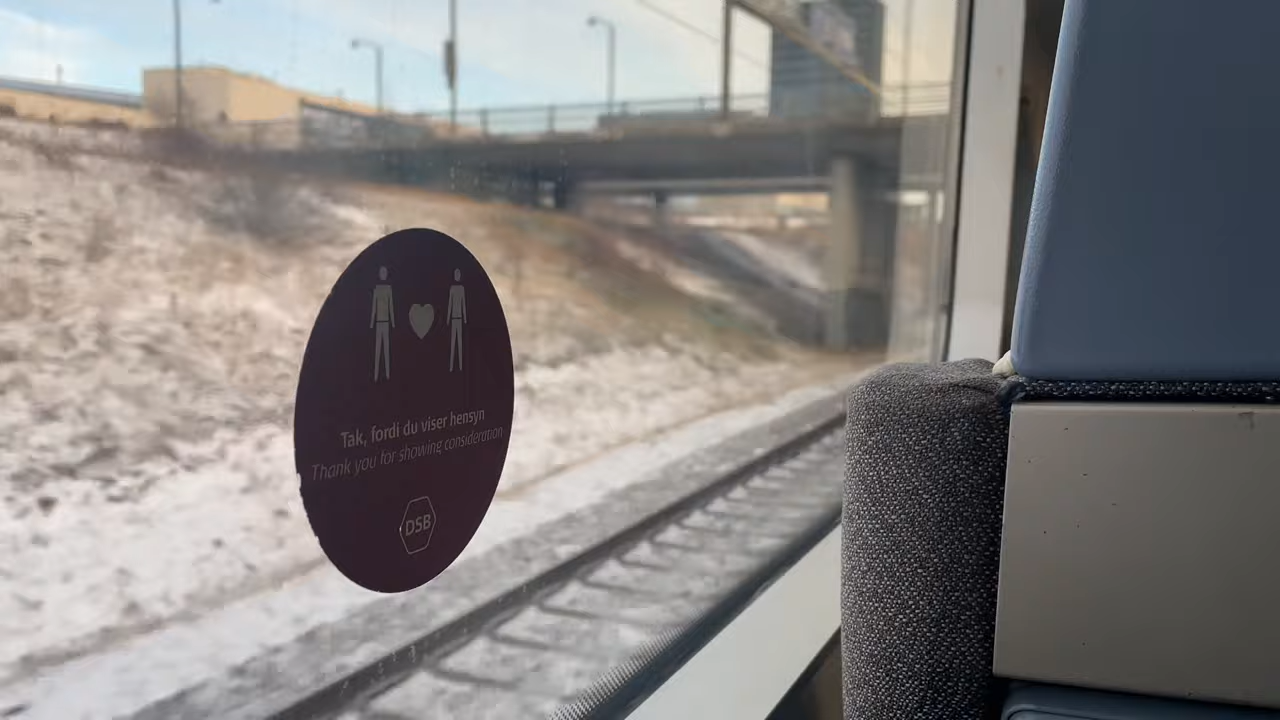 Tak, fordi du viser hensyn
Thank you for showing consideration
DSB